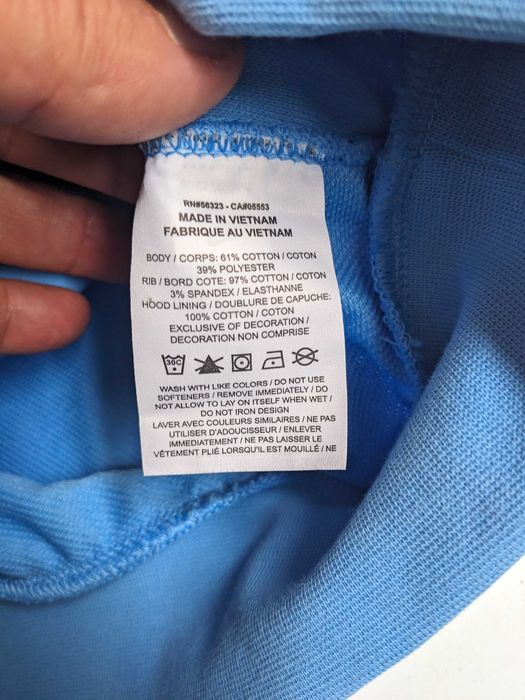 RN#56323 - CA#05553
MADE IN VIETNAM
FABRIQUE AU VIETNAM
BODY / CORPS: 61% COTTON / COTON
39% POLYESTER
RIB / BORD COTE: 97% COTTON / COTON
3% SPANDEX / ELASTHANNE
HOOD LINING / DOUBLURE DE CAPUCHE:
100% COTTON / COTON
EXCLUSIVE OF DECORATION /
DECORATION NON COMPRISE
30C
WASH WITH LIKE COLORS / DO NOT USE
SOFTENERS / REMOVE IMMEDIATELY / DO
NOT ALLOW TO LAY ON ITSELF WHEN WET /
DO NOT IRON DESIGN
LAVER AVEC COULEURS SIMILAIRES / NE PAS
UTILISER D'ADOUCISEUR / ENLEVER
IMMEDIATEMENT / NE PAS LAISSER LE
VÊTEMENT PLIÉ LORSQU'IL EST MOUILLÉ / NE